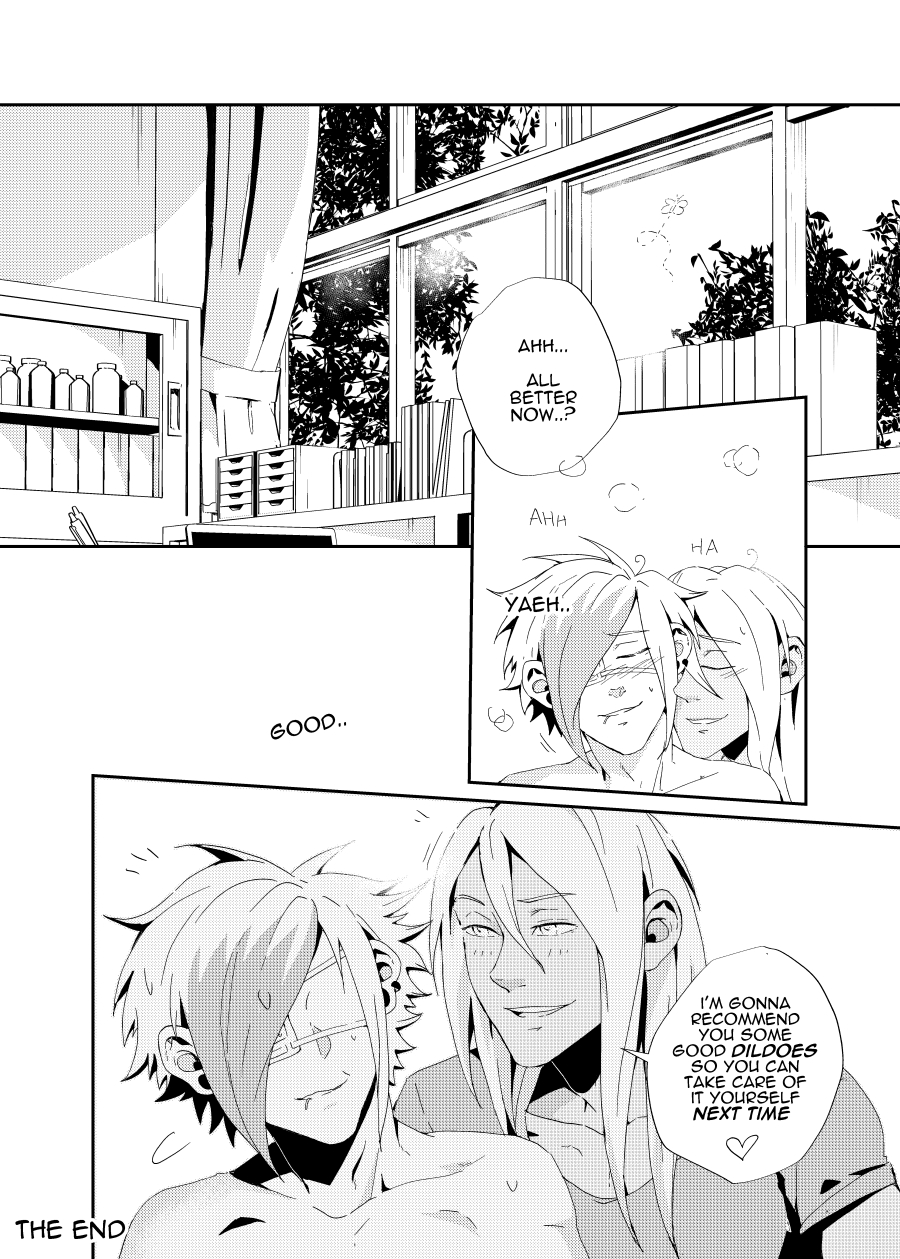 AHH...
ALL
BETTER
NOW..?
AHH
HA
YAEH..
GOOD..
I'M GONNA
RECOMMEND
YOU SOME
GOOD DILDOES
SO YOU CAN
TAKE CARE OF
IT YOURSELF
NEXT TIME
THE END